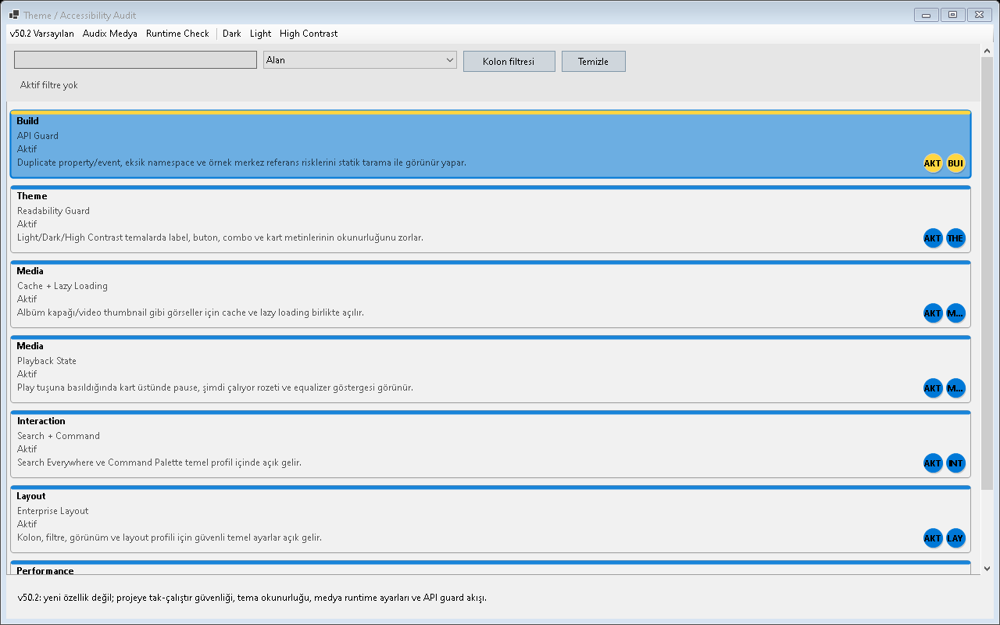 Theme / Accessibility Audit
v50.2 Varsayılan Audix Medya Runtime Check Dark Light High Contrast
Alan Kolon filtresi Temizle
Aktif filtre yok
Build
API Guard
Aktif
Duplicate property/event, eksik namespace ve örnek merkez referans risklerini statik tarama ile görünür yapar.
AKT BUI
Theme
Readability Guard
Aktif
Light/Dark/High Contrast temalarda label, buton, combo ve kart metinlerinin okunurluğunu zorlar.
AKT THE
Media
Cache + Lazy Loading
Aktif
Albüm kapağı/video thumbnail gibi görseller için cache ve lazy loading birlikte açılır.
AKT M...
Media
Playback State
Aktif
Play tuşuna basıldığında kart üstünde pause, şimdi çalıyor rozeti ve equalizer göstergesi görünür.
AKT M...
Interaction
Search + Command
Aktif
Search Everywhere ve Command Palette temel profil içinde açık gelir.
AKT INT
Layout
Enterprise Layout
Aktif
Kolon, filtre, görünüm ve layout profili için güvenli temel ayarlar açık gelir.
AKT LAY
Performance
v50.2: yeni özellik değil; projeye tak-çalıştır güvenliği, tema okunurluğu, medya runtime ayarları ve API guard akışı.